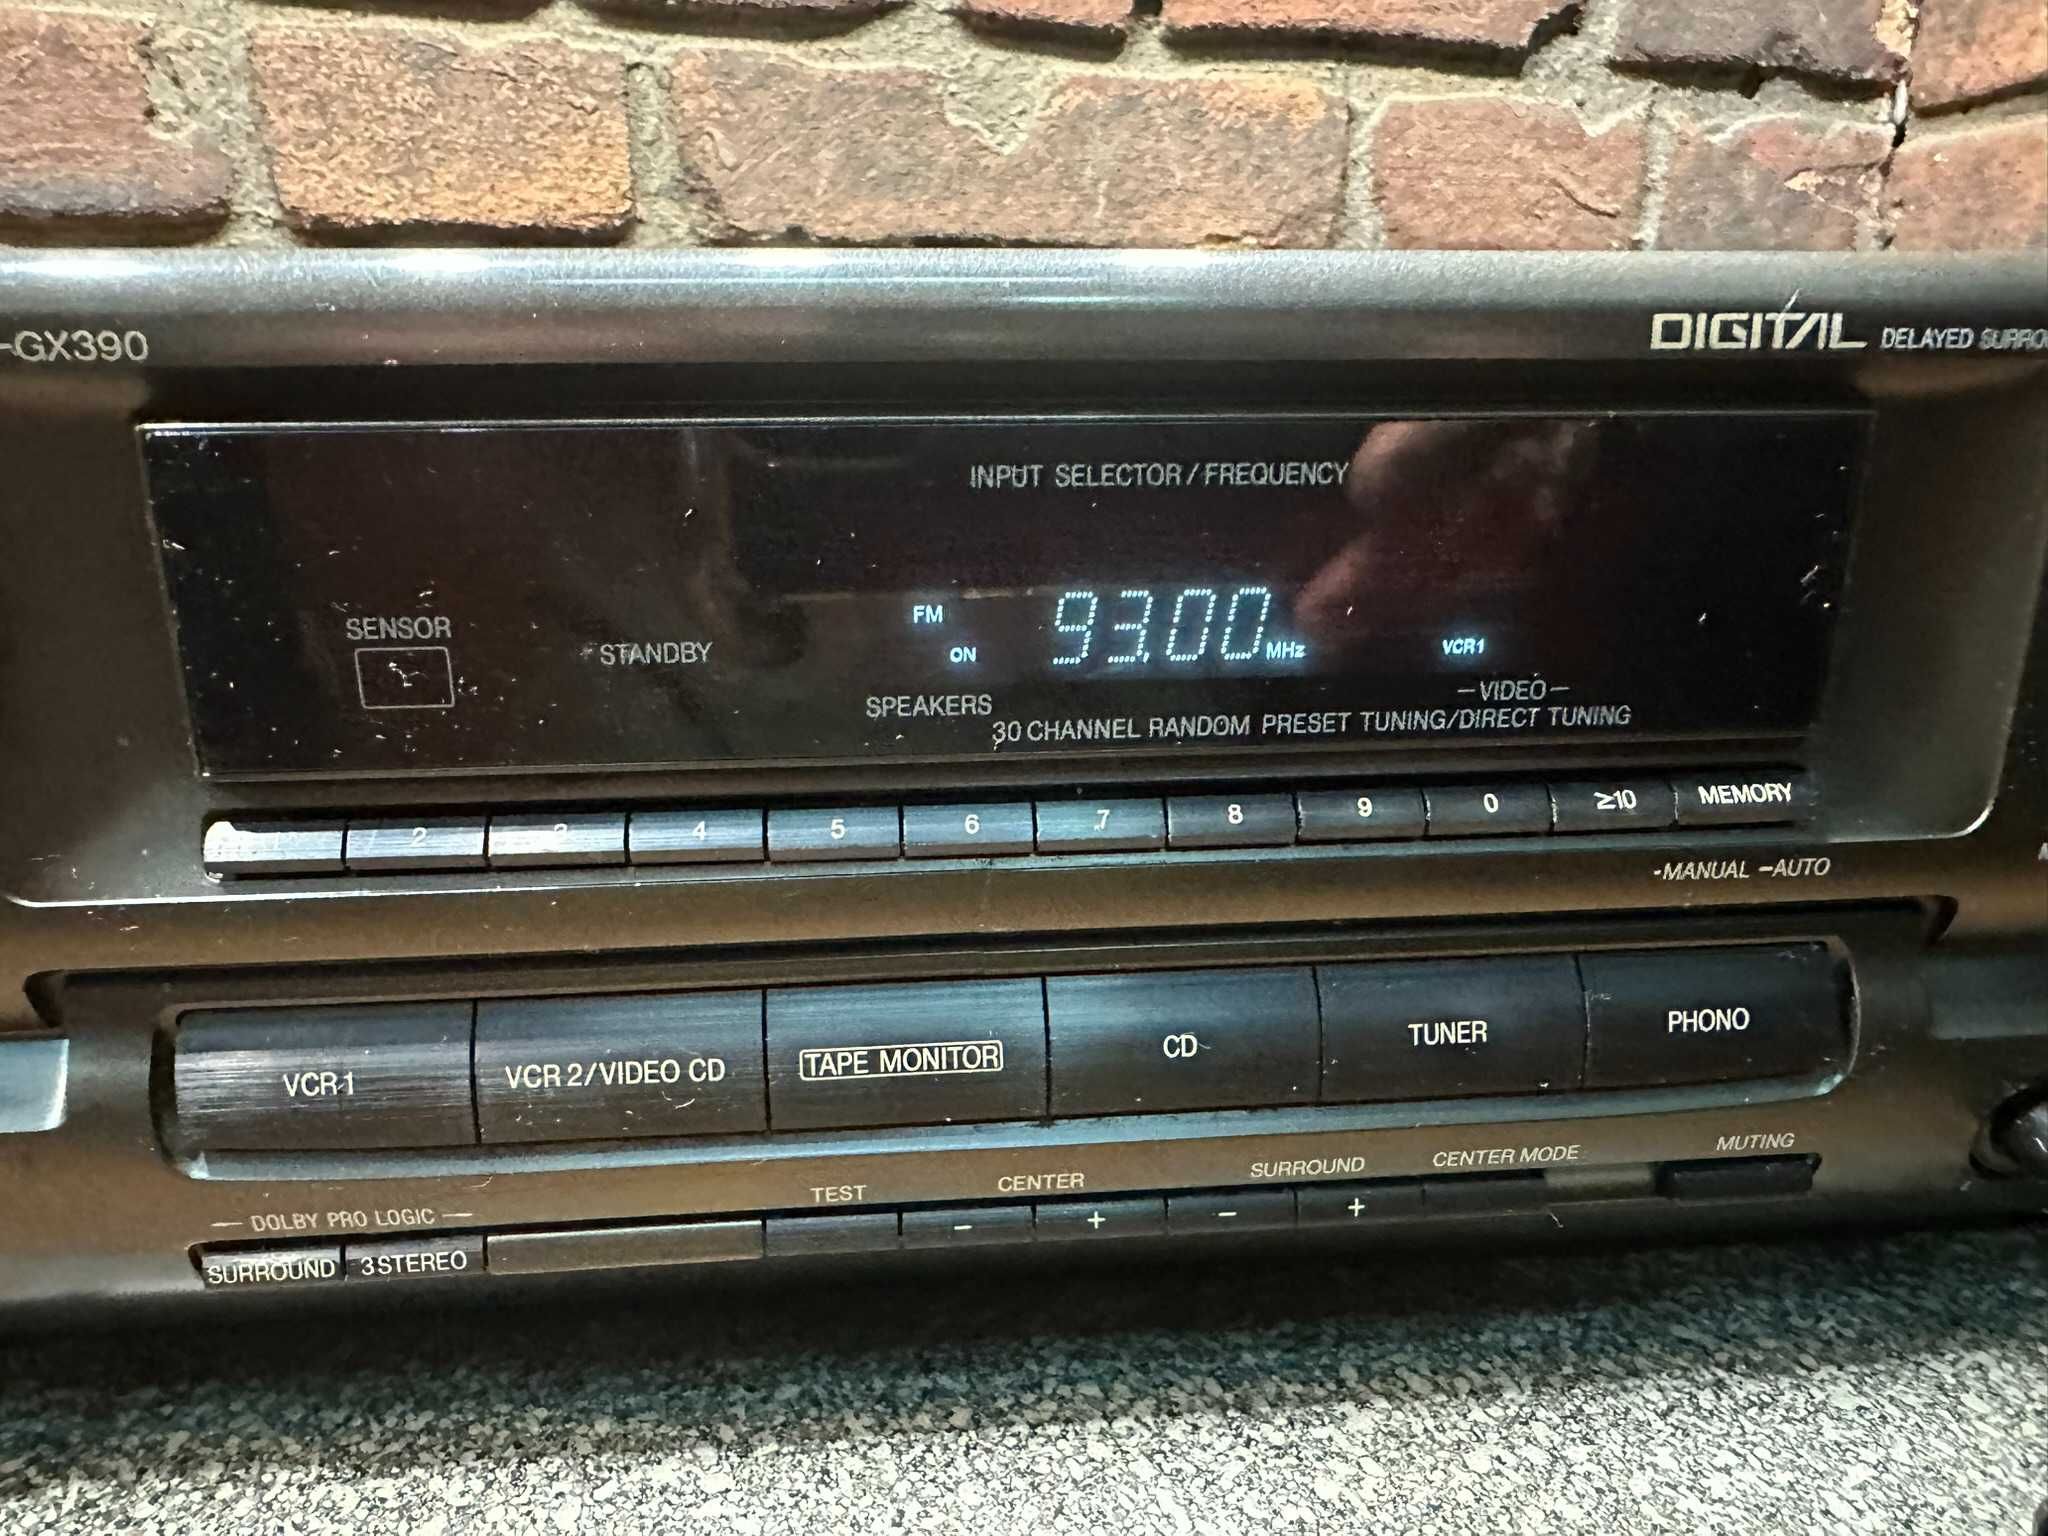 -GX390
DIGITAL DELAYED
INPUT SELECTOR/FREQUENCY
SENSOR
STANDBY
FM
ON
93.00 MHz
VCR1
SPEAKERS
—VIDEO—
30 CHANNEL RANDOM PRESET TUNING/DIRECT TUNING
1 2 3 4 5 6 7 8 9 0 ≥10 MEMORY
-MANUAL –AUTO
VCR 1 VCR 2/VIDEO CD TAPE MONITOR CD TUNER PHONO
— DOLBY PRO LOGIC — TEST CENTER SURROUND CENTER MODE MUTING
SURROUND 3 STEREO – + – +